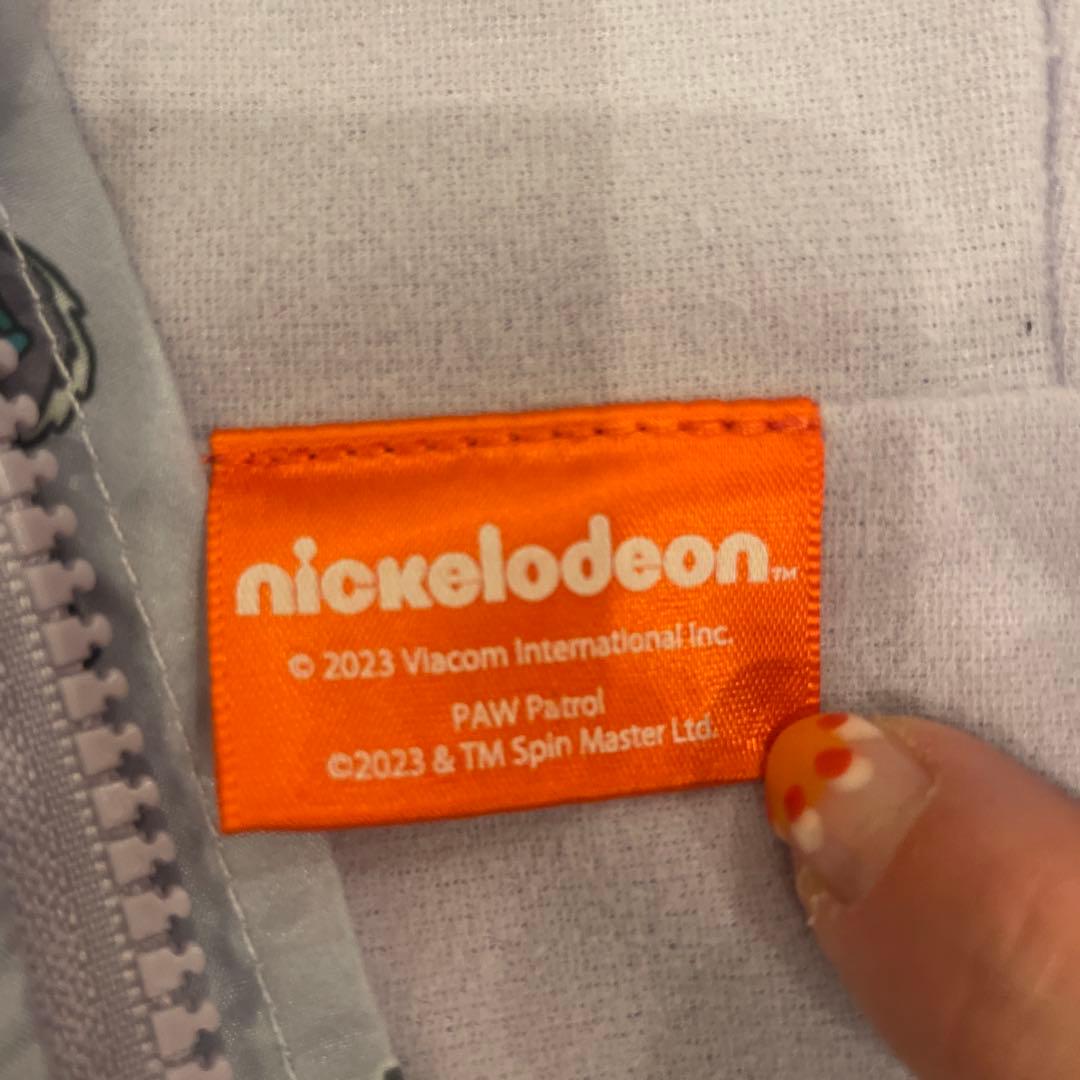 nickelodeon™
© 2023 Viacom International Inc.
PAW Patrol
©2023 & TM Spin Master Ltd.